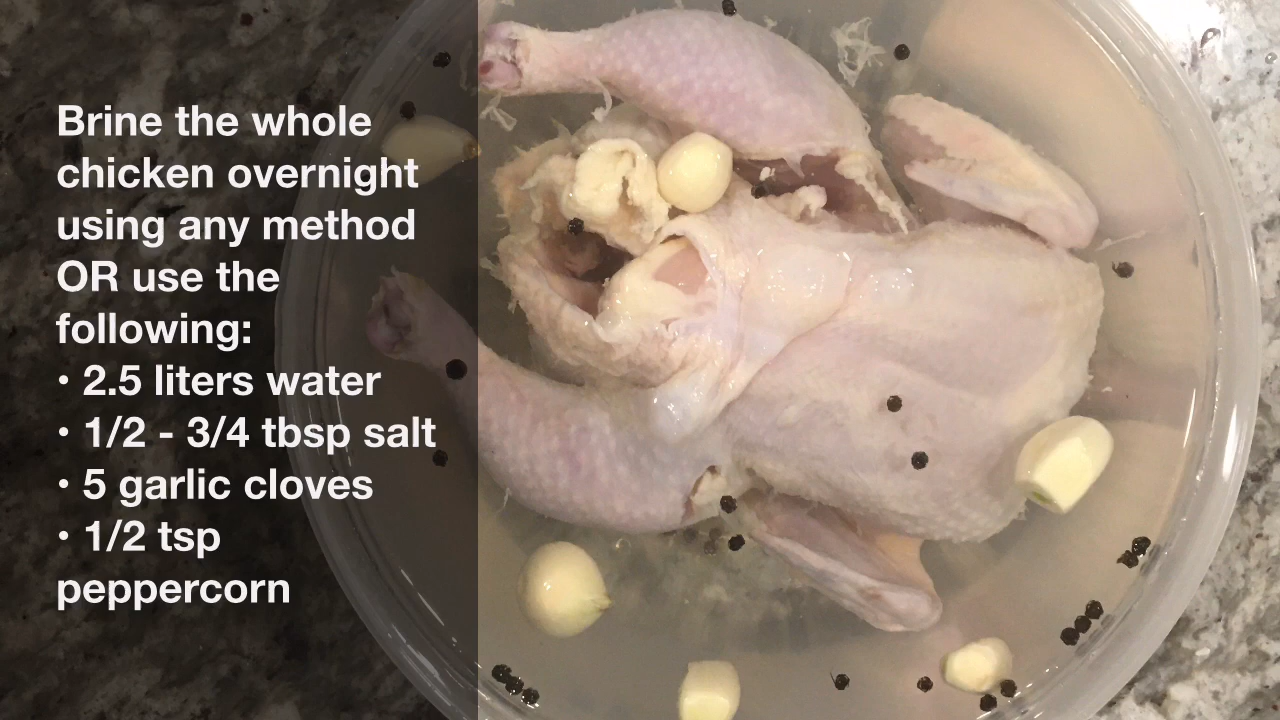 Brine the whole
chicken overnight
using any method
OR use the
following:
• 2.5 liters water
• 1/2 - 3/4 tbsp salt
• 5 garlic cloves
• 1/2 tsp
peppercorn